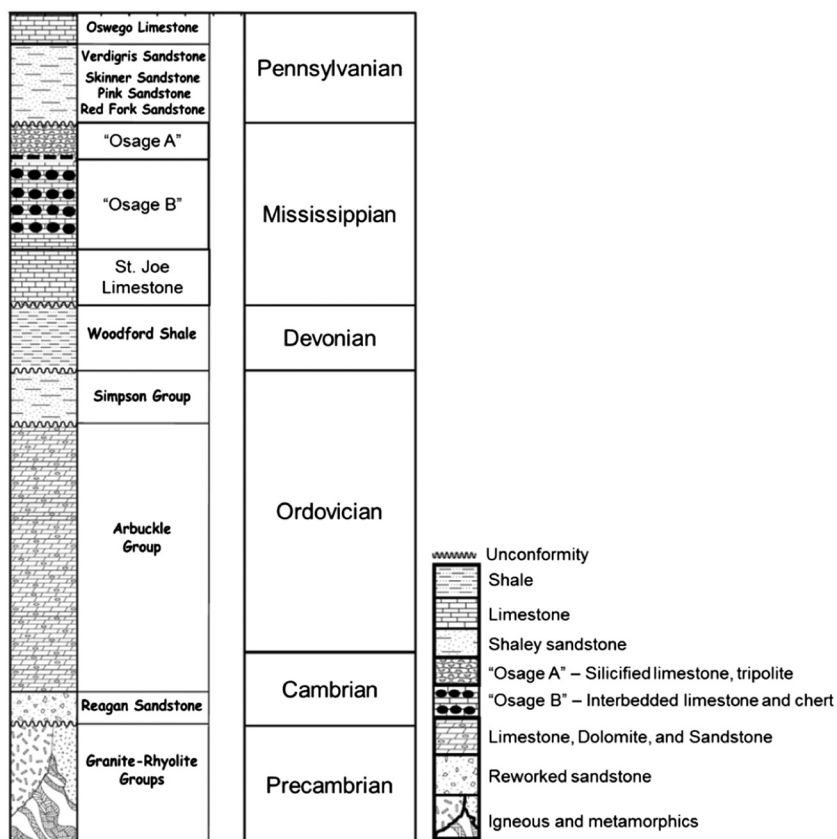 Oswego Limestone
Verdigris Sandstone
Skinner Sandstone
Pink Sandstone
Red Fork Sandstone
"Osage A"
"Osage B"
St. Joe
Limestone
Woodford Shale
Simpson Group
Arbuckle
Group
Reagan Sandstone
Granite-Rhyolite
Groups
Pennsylvanian
Mississippian
Devonian
Ordovician
Cambrian
Precambrian
Unconformity
Shale
Limestone
Shaley sandstone
"Osage A" – Silicified limestone, tripolite
"Osage B" – Interbedded limestone and chert
Limestone, Dolomite, and Sandstone
Reworked sandstone
Igneous and metamorphics